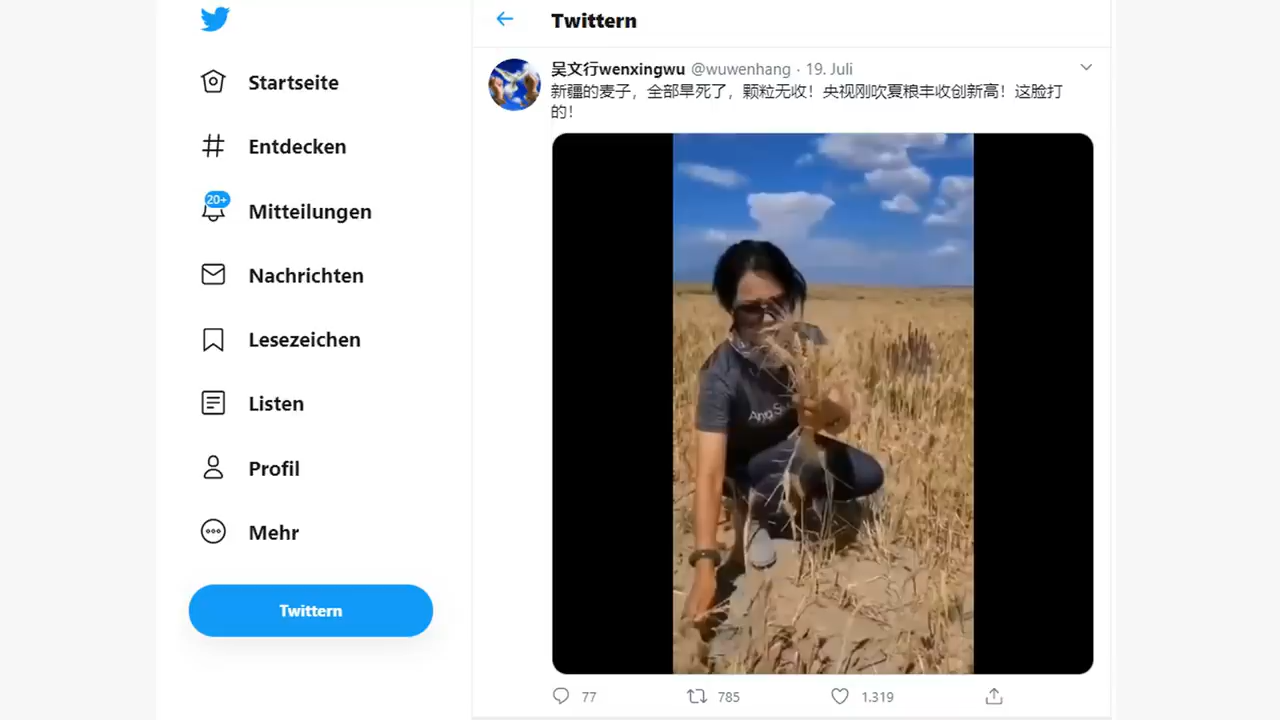 Twittern
吴文行wenxingwu @wuwenhang · 19. Juli
新疆的麦子，全部旱死了，颗粒无收！央视刚吹夏粮丰收创新高！这脸打
的！
Startseite
Entdecken
20+
Mitteilungen
Nachrichten
Lesezeichen
Listen
Profil
Mehr
Twittern
77 785 1.319